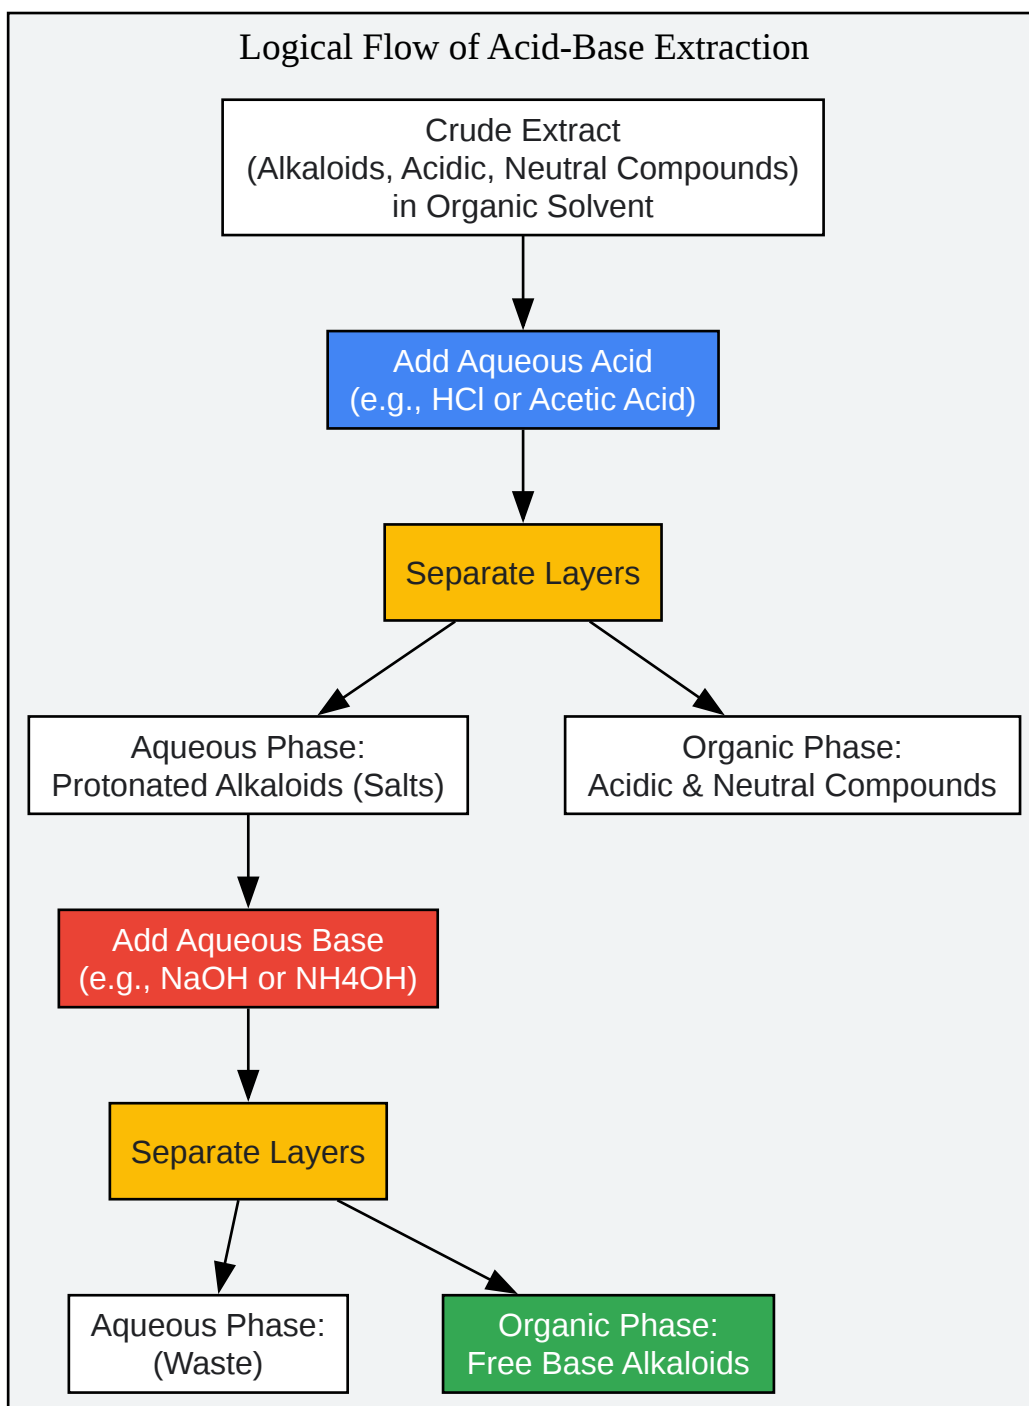 Logical Flow of Acid-Base Extraction
Crude Extract
(Alkaloids, Acidic, Neutral Compounds)
in Organic Solvent
Add Aqueous Acid
(e.g., HCl or Acetic Acid)
Separate Layers
Aqueous Phase:
Protonated Alkaloids (Salts)
Organic Phase:
Acidic & Neutral Compounds
Add Aqueous Base
(e.g., NaOH or NH4OH)
Separate Layers
Aqueous Phase:
(Waste)
Organic Phase:
Free Base Alkaloids